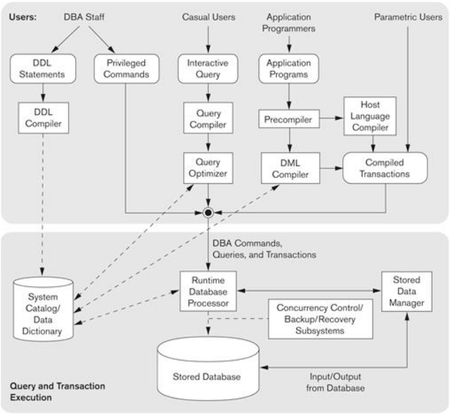 Users:
DBA Staff
Casual Users
Application
Programmers
Parametric Users
DDL
Statements
Privileged
Commands
Interactive
Query
Application
Programs
DDL
Compiler
Query
Compiler
Precompiler
Host
Language
Compiler
Query
Optimizer
DML
Compiler
Compiled
Transactions
DBA Commands,
Queries, and Transactions
System
Catalog/
Data
Dictionary
Runtime
Database
Processor
Stored
Data
Manager
Concurrency Control/
Backup/Recovery
Subsystems
Stored Database
Input/Output
from Database
Query and Transaction
Execution